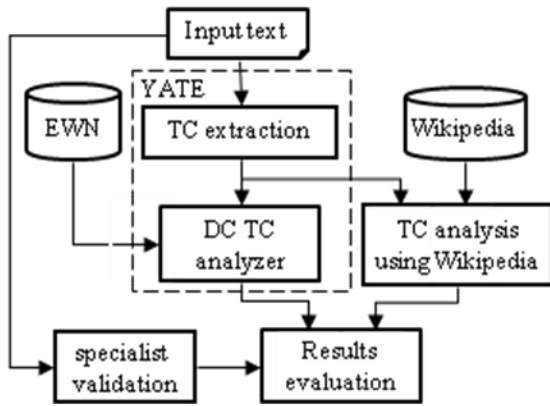 Input text
YATE
EWN
TC extraction
Wikipedia
DC TC
analyzer
TC analysis
using Wikipedia
specialist
validation
Results
evaluation